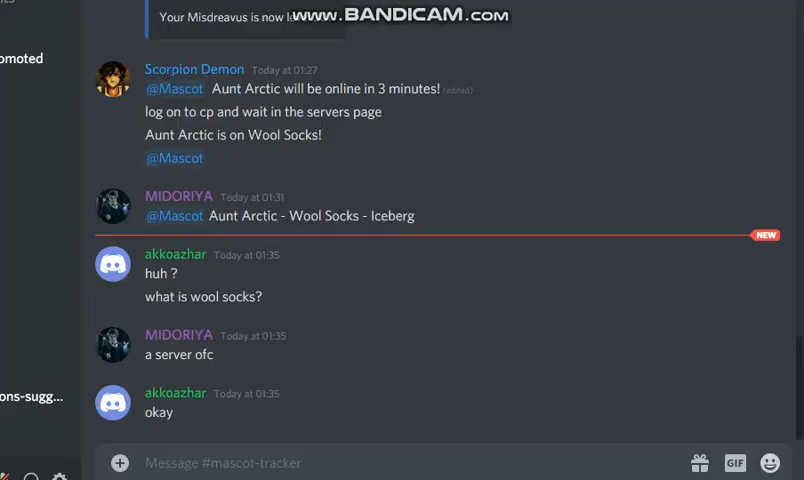 Your Misdreavus is now le
www.BANDICAM.com
omoted
Scorpion Demon Today at 01:27
@Mascot Aunt Arctic will be online in 3 minutes! (edited)
log on to cp and wait in the servers page
Aunt Arctic is on Wool Socks!
@Mascot
MIDORIYA Today at 01:31
@Mascot Aunt Arctic - Wool Socks - Iceberg
NEW
akkoazhar Today at 01:35
huh ?
what is wool socks?
MIDORIYA Today at 01:35
a server ofc
akkoazhar Today at 01:35
ons-sugg...
okay
Message #mascot-tracker
GIF